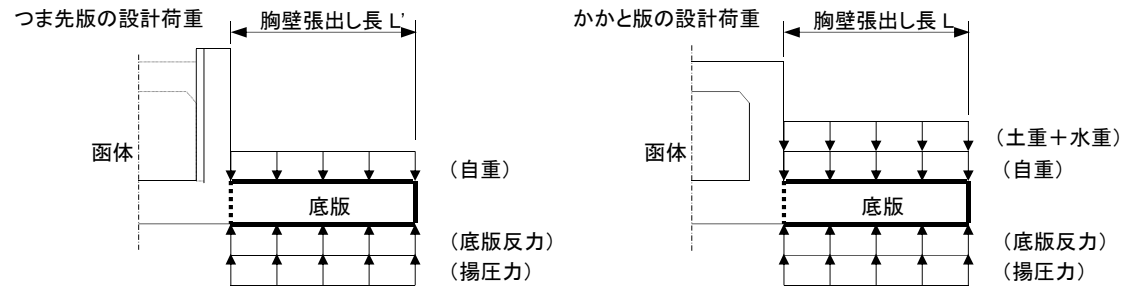 つま先版の設計荷重
胸壁張出し長 L'
函体
(自重)
底版
(底版反力)
(揚圧力)
かかと版の設計荷重
胸壁張出し長 L
函体
(土重+水重)
(自重)
底版
(底版反力)
(揚圧力)